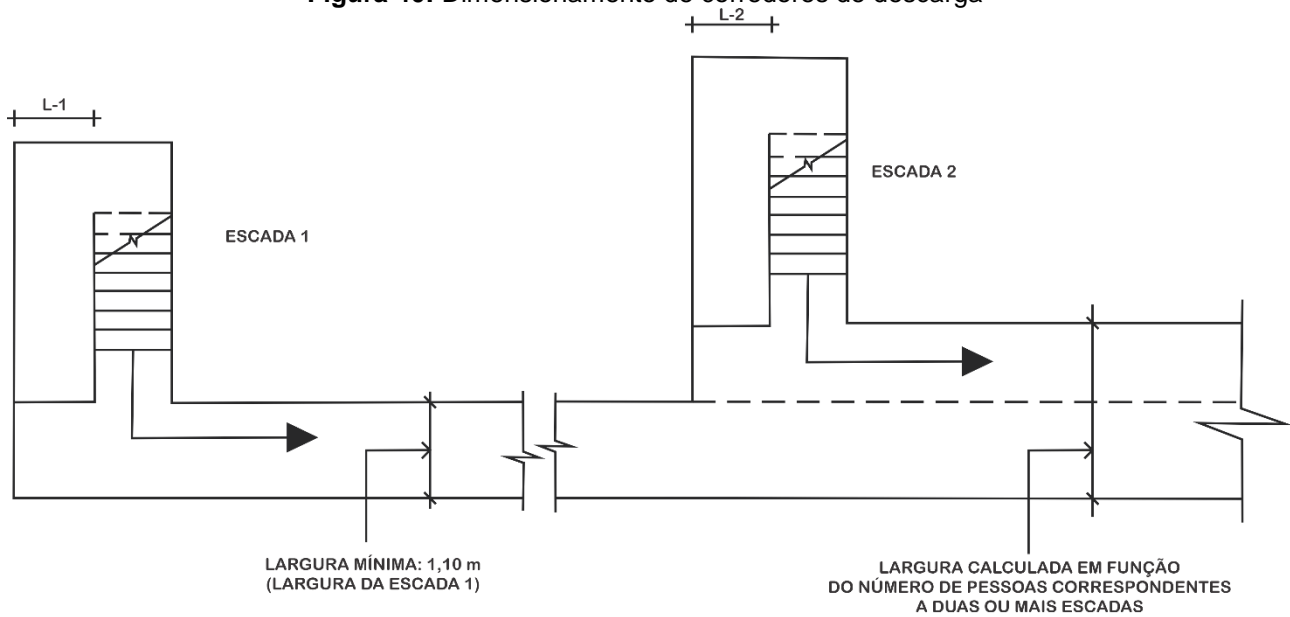 Dimensionamento de corredores de descarga
L-2
L-1
ESCADA 2
ESCADA 1
LARGURA MÍNIMA: 1,10 m
(LARGURA DA ESCADA 1)
LARGURA CALCULADA EM FUNÇÃO
DO NÚMERO DE PESSOAS CORRESPONDENTES
A DUAS OU MAIS ESCADAS